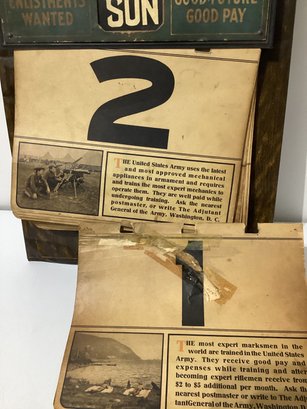 ENLISTMENTS
WANTED
SUN
GOOD FUTURE
GOOD PAY
2
THE United States Army uses the latest
and most approved mechanical
appliances in armament and requires
and trains the most expert mechanics to
operate them. They are well paid while
undergoing training. Ask the nearest
postmaster, or write The Adjutant
General of the Army, Washington, D. C.
1
THE most expert marksmen in the
world are trained in the United States
Army. They receive good pay and
expenses while training and after
becoming expert riflemen receive from
$2 to $5 additional per month. Ask the
nearest postmaster or write to The Ad-
jutantGeneral of the Army, Washington